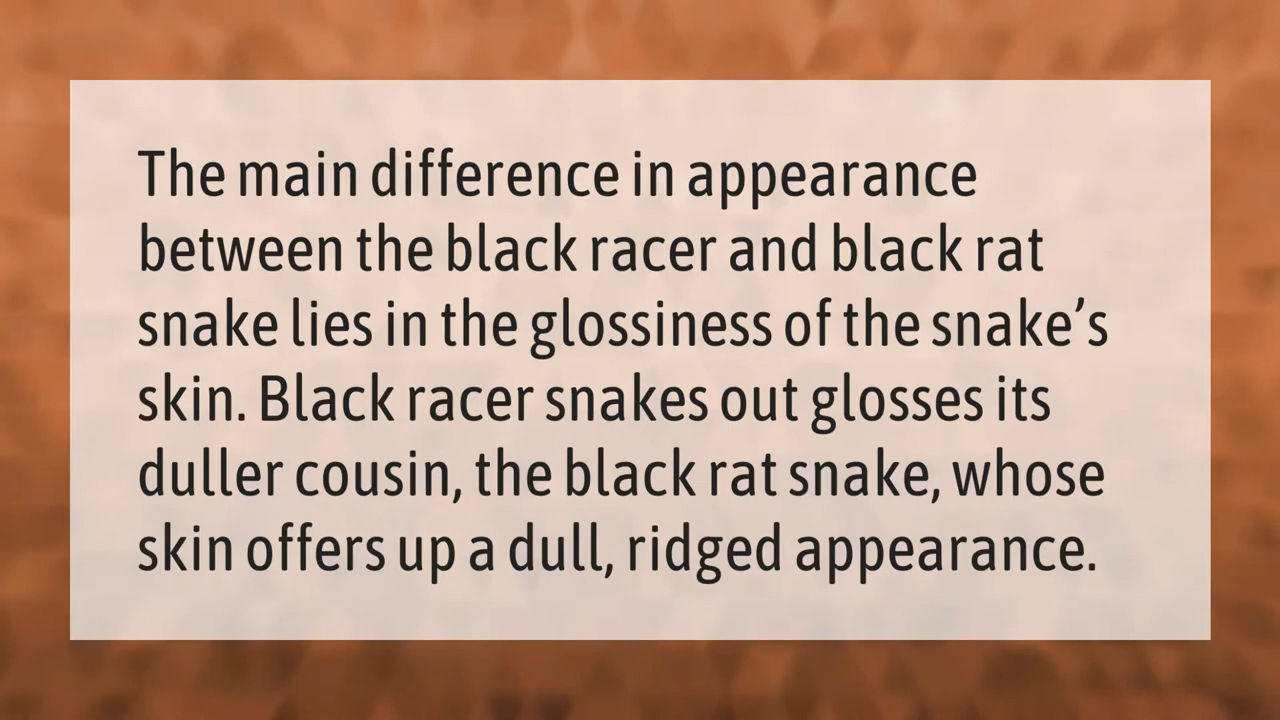 The main difference in appearance
between the black racer and black rat
snake lies in the glossiness of the snake’s
skin. Black racer snakes out glosses its
duller cousin, the black rat snake, whose
skin offers up a dull, ridged appearance.